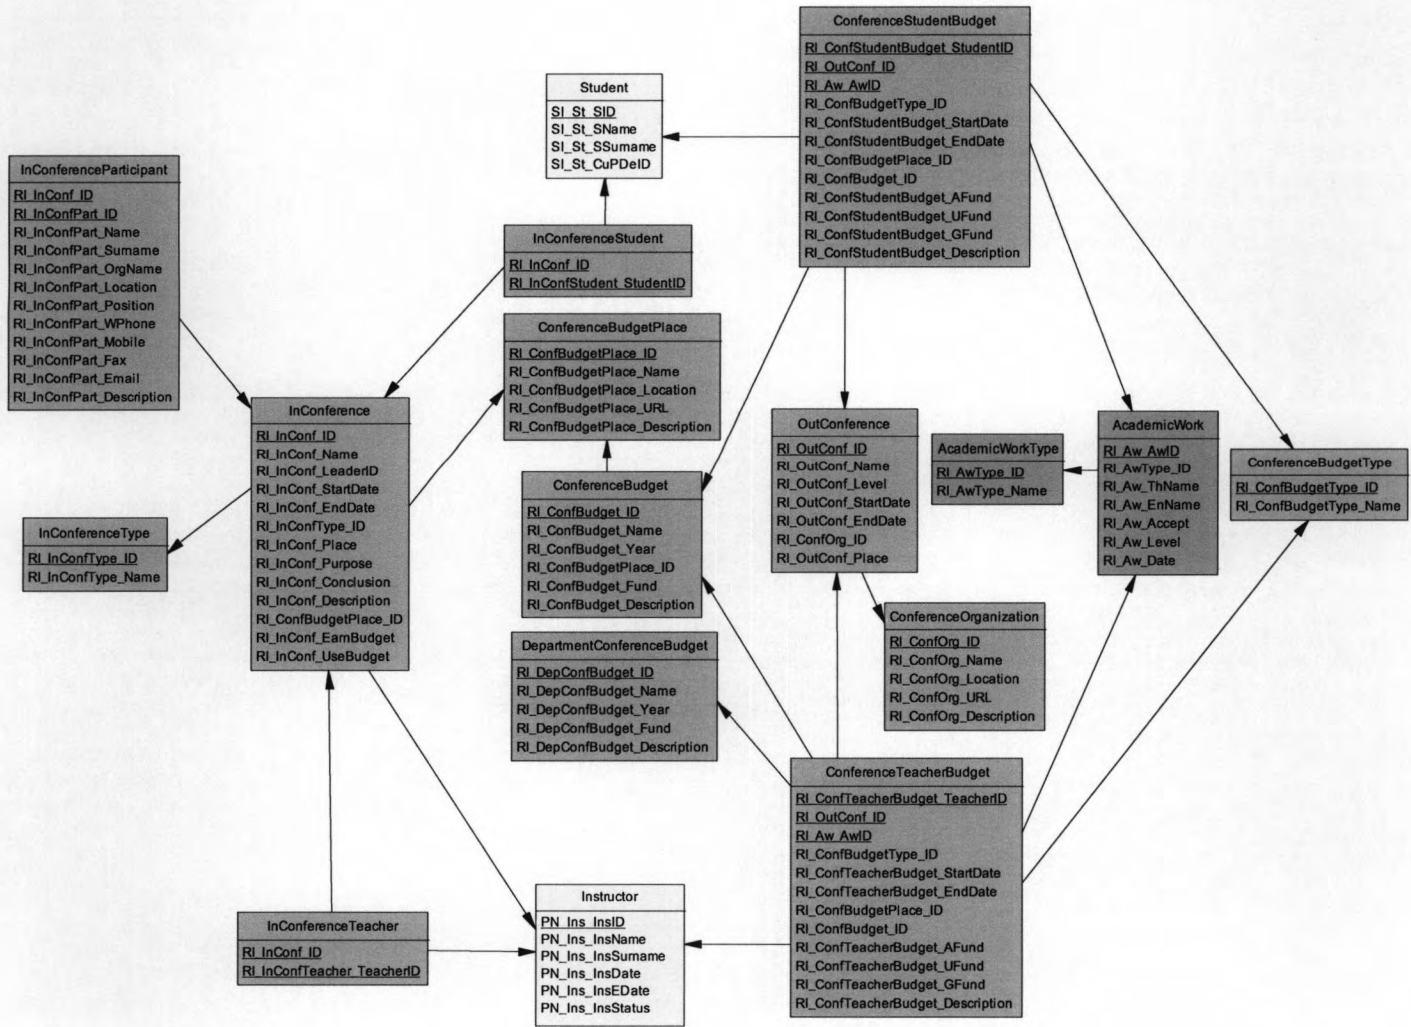 ConferenceStudentBudget
RI_ConfStudentBudget_StudentID
RI_OutConf_ID
RI_Aw_AwID
RI_ConfBudgetType_ID
RI_ConfStudentBudget_StartDate
RI_ConfStudentBudget_EndDate
RI_ConfBudgetPlace_ID
RI_ConfBudget_ID
RI_ConfStudentBudget_AFund
RI_ConfStudentBudget_UFund
RI_ConfStudentBudget_GFund
RI_ConfStudentBudget_Description
Student
SI_St_SID
SI_St_SName
SI_St_SSurname
SI_St_CuPDeID
InConferenceParticipant
RI_InConf_ID
RI_InConfPart_ID
RI_InConfPart_Name
RI_InConfPart_Surname
RI_InConfPart_OrgName
RI_InConfPart_Location
RI_InConfPart_Position
RI_InConfPart_WPhone
RI_InConfPart_Mobile
RI_InConfPart_Fax
RI_InConfPart_Email
RI_InConfPart_Description
InConferenceStudent
RI_InConf_ID
RI_InConfStudent_StudentID
ConferenceBudgetPlace
RI_ConfBudgetPlace_ID
RI_ConfBudgetPlace_Name
RI_ConfBudgetPlace_Location
RI_ConfBudgetPlace_URL
RI_ConfBudgetPlace_Description
InConference
RI_InConf_ID
RI_InConf_Name
RI_InConf_LeaderID
RI_InConf_StartDate
RI_InConf_EndDate
RI_InConfType_ID
RI_InConf_Place
RI_InConf_Purpose
RI_InConf_Conclusion
RI_InConf_Description
RI_ConfBudgetPlace_ID
RI_InConf_EarnBudget
RI_InConf_UseBudget
OutConference
RI_OutConf_ID
RI_OutConf_Name
RI_OutConf_Level
RI_OutConf_StartDate
RI_OutConf_EndDate
RI_ConfOrg_ID
RI_OutConf_Place
AcademicWorkType
RI_AwType_ID
RI_AwType_Name
AcademicWork
RI_Aw_AwID
RI_AwType_ID
RI_Aw_ThName
RI_Aw_EnName
RI_Aw_Accept
RI_Aw_Level
RI_Aw_Date
ConferenceBudgetType
RI_ConfBudgetType_ID
RI_ConfBudgetType_Name
ConferenceBudget
RI_ConfBudget_ID
RI_ConfBudget_Name
RI_ConfBudget_Year
RI_ConfBudgetPlace_ID
RI_ConfBudget_Fund
RI_ConfBudget_Description
InConferenceType
RI_InConfType_ID
RI_InConfType_Name
ConferenceOrganization
RI_ConfOrg_ID
RI_ConfOrg_Name
RI_ConfOrg_Location
RI_ConfOrg_URL
RI_ConfOrg_Description
DepartmentConferenceBudget
RI_DepConfBudget_ID
RI_DepConfBudget_Name
RI_DepConfBudget_Year
RI_DepConfBudget_Fund
RI_DepConfBudget_Description
ConferenceTeacherBudget
RI_ConfTeacherBudget_TeacherID
RI_OutConf_ID
RI_Aw_AwID
RI_ConfBudgetType_ID
RI_ConfTeacherBudget_StartDate
RI_ConfTeacherBudget_EndDate
RI_ConfBudgetPlace_ID
RI_ConfBudget_ID
RI_ConfTeacherBudget_AFund
RI_ConfTeacherBudget_UFund
RI_ConfTeacherBudget_GFund
RI_ConfTeacherBudget_Description
InConferenceTeacher
RI_InConf_ID
RI_InConfTeacher_TeacherID
Instructor
PN_Ins_InsID
PN_Ins_InsName
PN_Ins_InsSurname
PN_Ins_InsDate
PN_Ins_InsEDate
PN_Ins_InsStatus